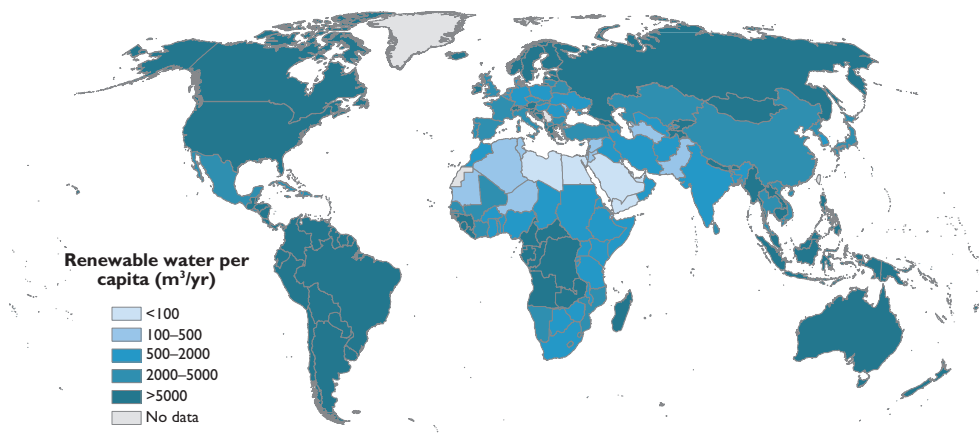 Renewable water per
capita (m³/yr)
<100
100–500
500–2000
2000–5000
>5000
No data